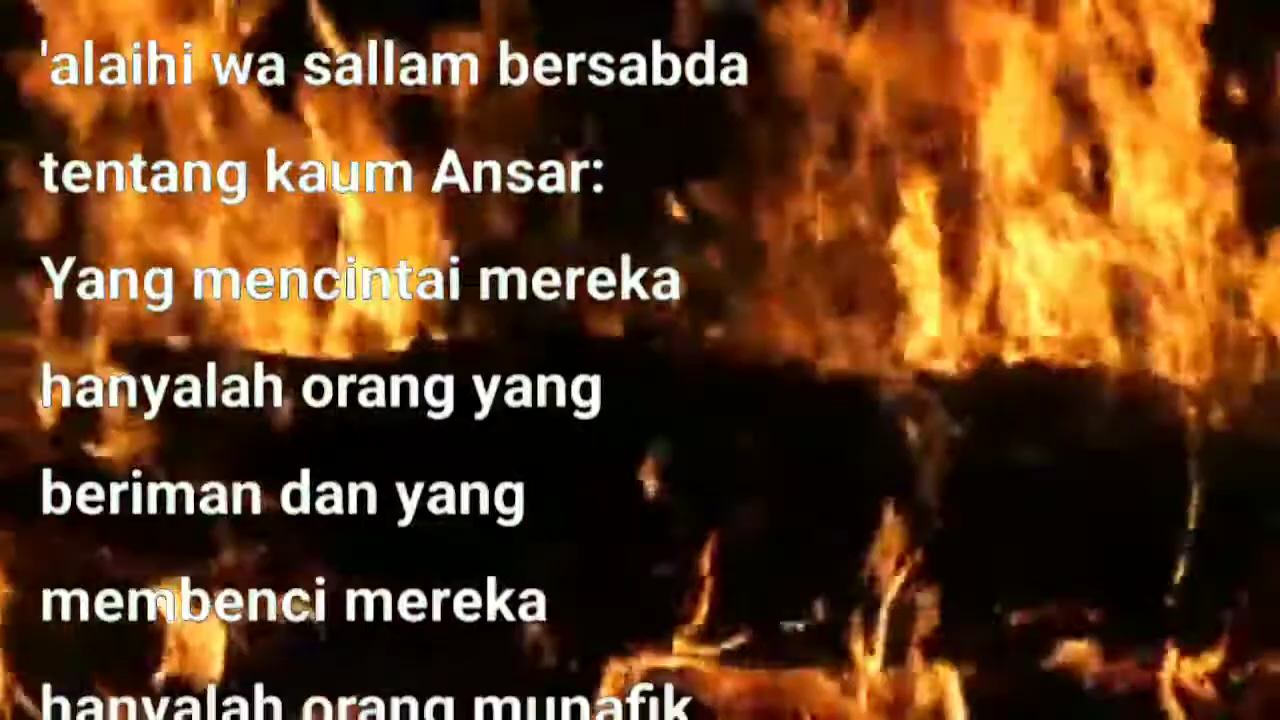 'alaihi wa sallam bersabda
tentang kaum Ansar:
Yang mencintai mereka
hanyalah orang yang
beriman dan yang
membenci mereka
hanyalah orang munafik